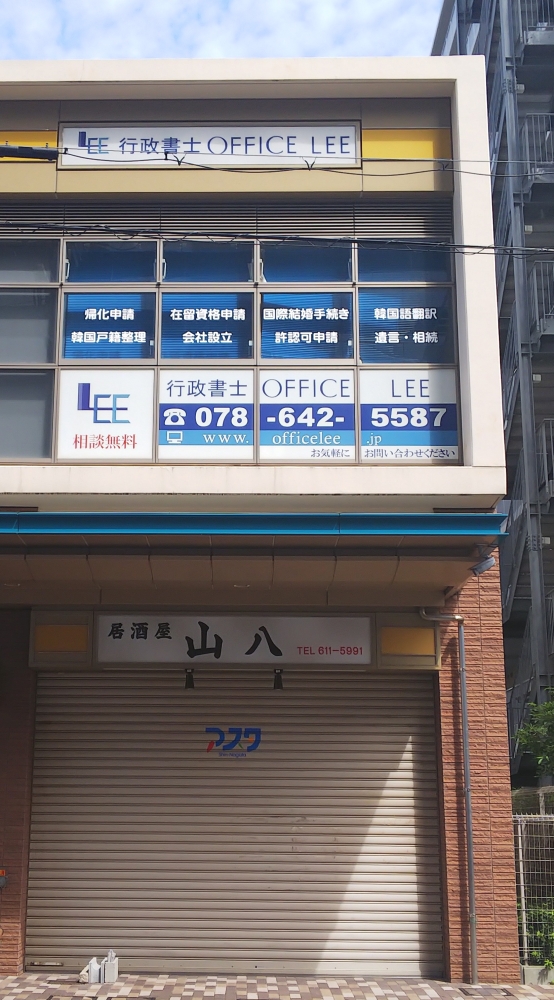 LEE 行政書士 OFFICE LEE
帰化申請 在留資格申請 国際結婚手続き 韓国語翻訳
韓国戸籍整理 会社設立 許認可申請 遺言・相続
LEE 行政書士 OFFICE LEE
☎ 078 -642- 5587
相談無料 www. officelee .jp
お気軽に お問い合わせください
居酒屋 山八 TEL 611-5991
アスワ